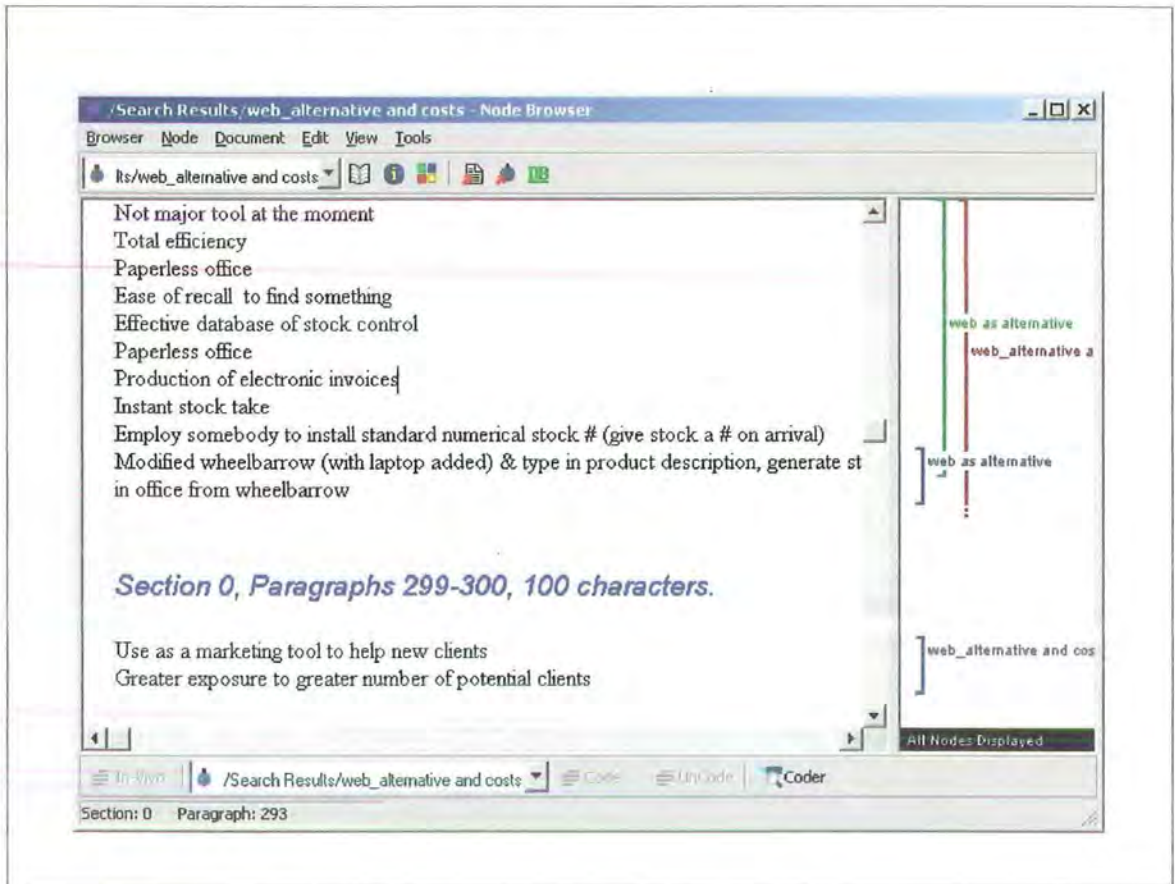 /Search Results/web_alternative and costs - Node Browser
Browser Node Document Edit View Tools
lts/web_alternative and costs DB
Not major tool at the moment
Total efficiency
Paperless office
Ease of recall to find something
Effective database of stock control
Paperless office
Production of electronic invoices
Instant stock take
Employ somebody to install standard numerical stock # (give stock a # on arrival)
Modified wheelbarrow (with laptop added) & type in product description, generate st
in office from wheelbarrow
Section 0, Paragraphs 299-300, 100 characters.
Use as a marketing tool to help new clients
Greater exposure to greater number of potential clients
web as alternative
web_alternative a
web as alternative
web_alternative and cos
All Nodes Displayed
In-Vivo /Search Results/web_alternative and costs Code UnCode Coder
Section: 0 Paragraph: 293